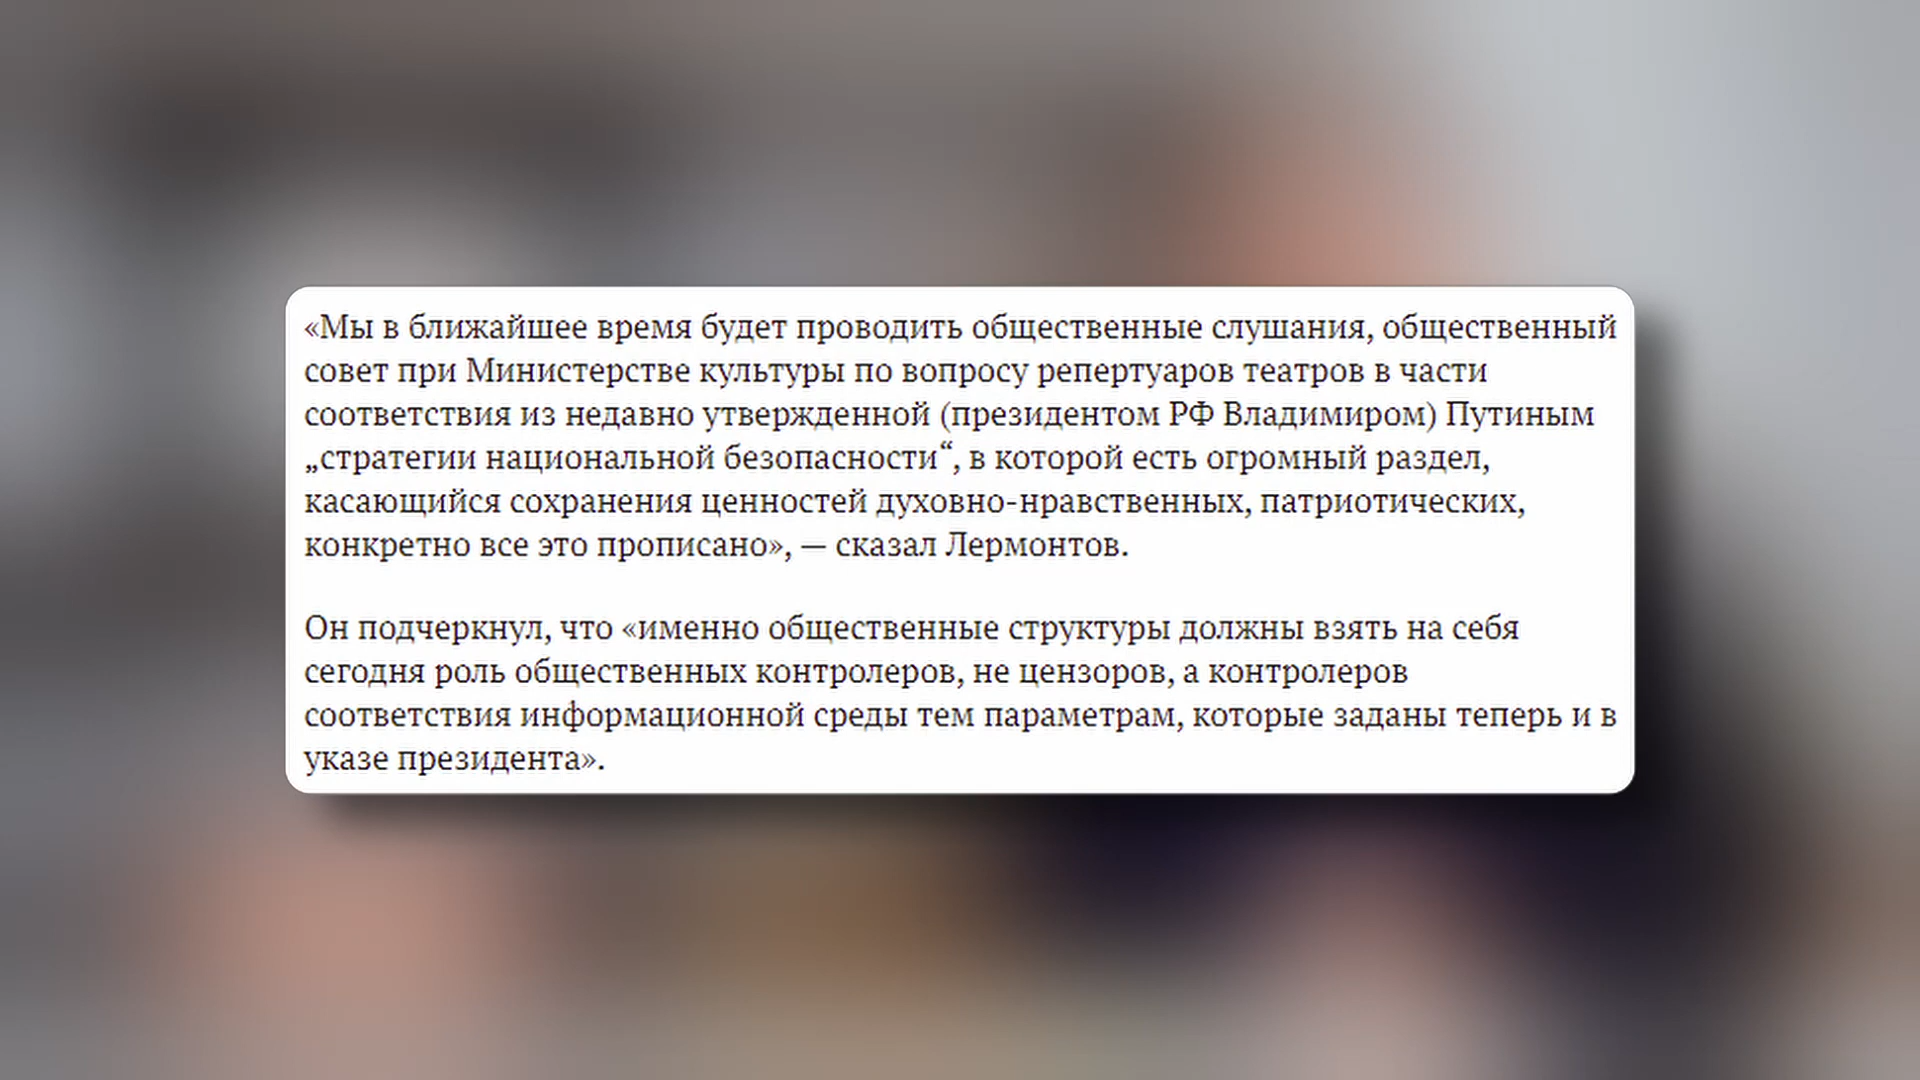 «Мы в ближайшее время будет проводить общественные слушания, общественный
совет при Министерстве культуры по вопросу репертуаров театров в части
соответствия из недавно утвержденной (президентом РФ Владимиром) Путиным
„стратегии национальной безопасности“, в которой есть огромный раздел,
касающийся сохранения ценностей духовно-нравственных, патриотических,
конкретно все это прописано», — сказал Лермонтов.
Он подчеркнул, что «именно общественные структуры должны взять на себя
сегодня роль общественных контролеров, не цензоров, а контролеров
соответствия информационной среды тем параметрам, которые заданы теперь и в
указе президента».